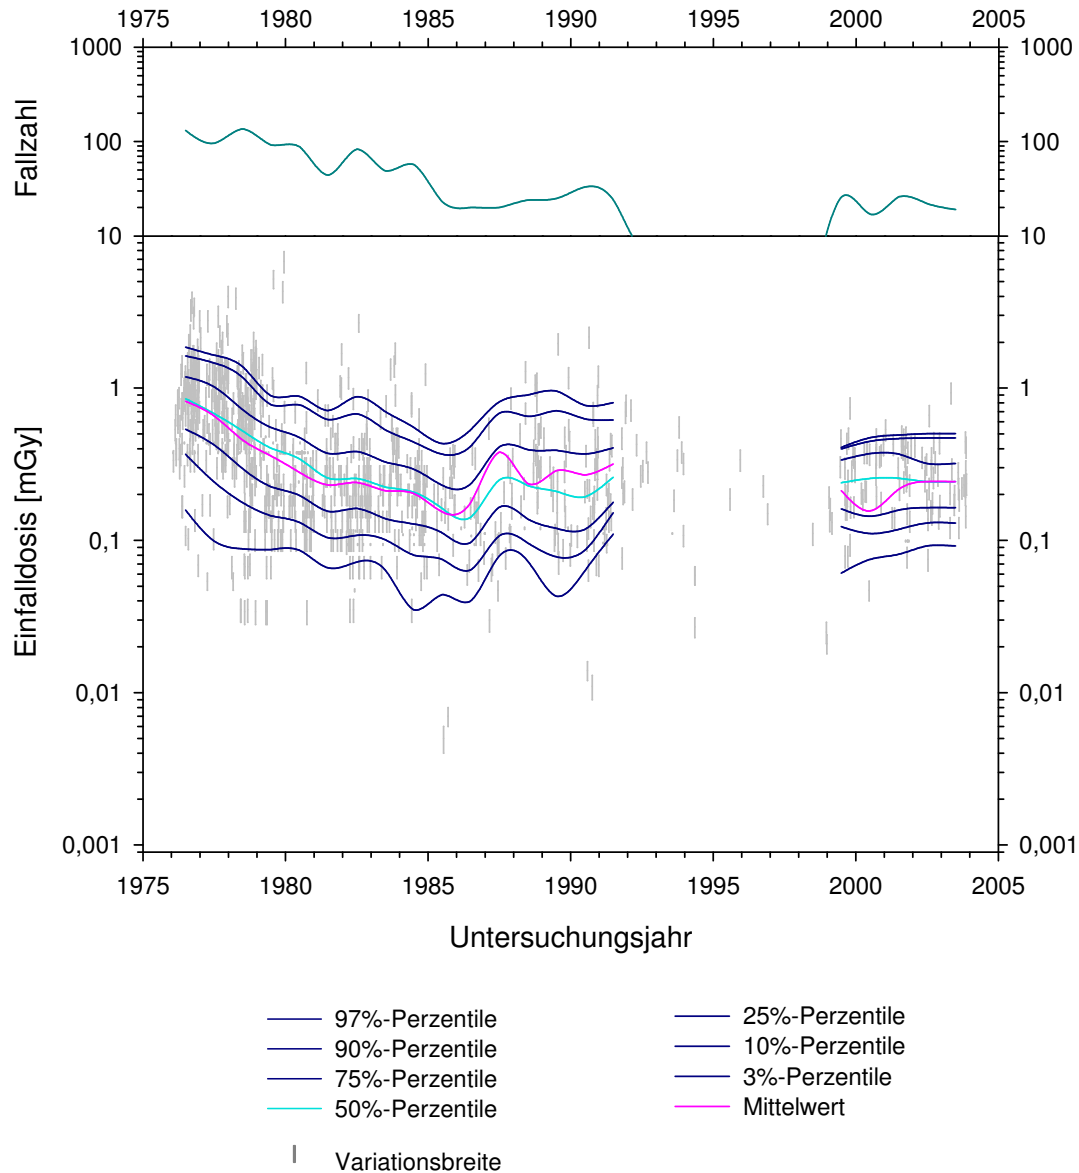 1975 1980 1985 1990 1995 2000 2005
1000 1000
Fallzahl
100 100
10 10
Einfalldosis [mGy]
1 1
0,1 0,1
0,01 0,01
0,001 0,001
1975 1980 1985 1990 1995 2000 2005
Untersuchungsjahr
97%-Perzentile 25%-Perzentile
90%-Perzentile 10%-Perzentile
75%-Perzentile 3%-Perzentile
50%-Perzentile Mittelwert
Variationsbreite